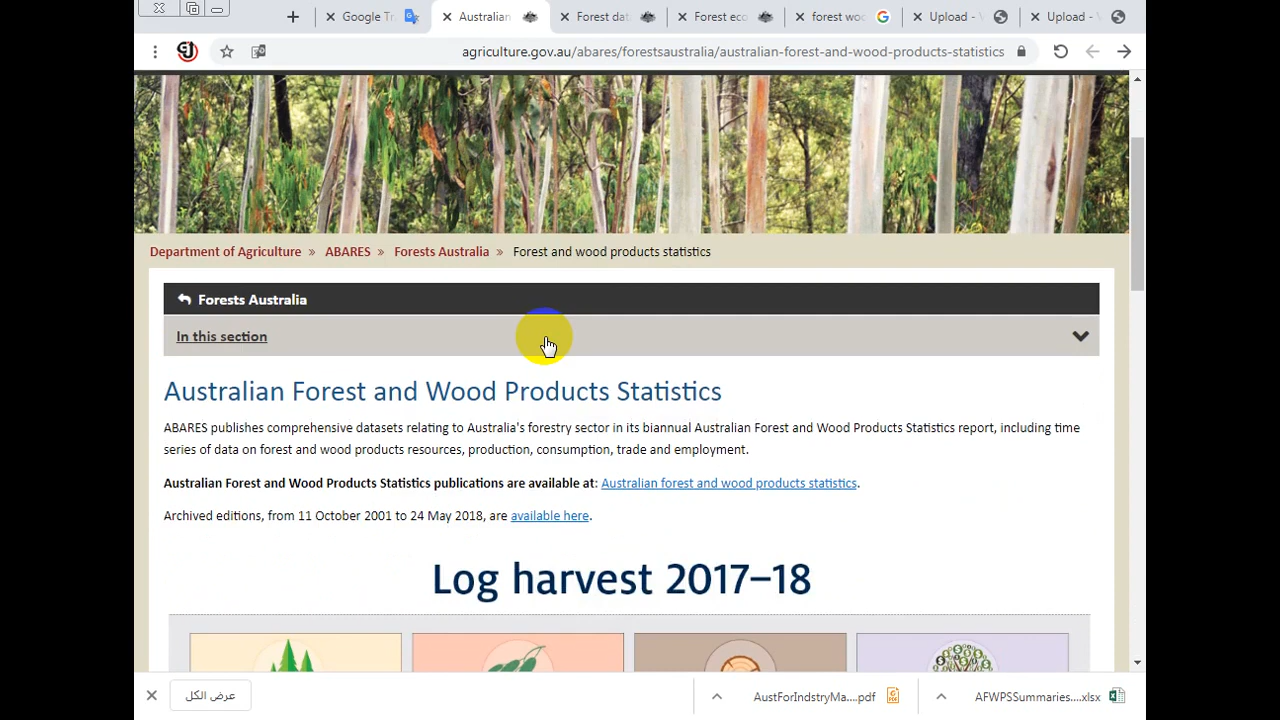 Google Tr
Australian
Forest dat
Forest eco
forest woo
Upload - V
Upload - V
agriculture.gov.au/abares/forestsaustralia/australian-forest-and-wood-products-statistics
Department of Agriculture » ABARES » Forests Australia » Forest and wood products statistics
Forests Australia
In this section
Australian Forest and Wood Products Statistics
ABARES publishes comprehensive datasets relating to Australia's forestry sector in its biannual Australian Forest and Wood Products Statistics report, including time
series of data on forest and wood products resources, production, consumption, trade and employment.
Australian Forest and Wood Products Statistics publications are available at: Australian forest and wood products statistics.
Archived editions, from 11 October 2001 to 24 May 2018, are available here.
Log harvest 2017–18
عرض الكل
AustForIndstryMa....pdf
AFWPSSummaries....xlsx